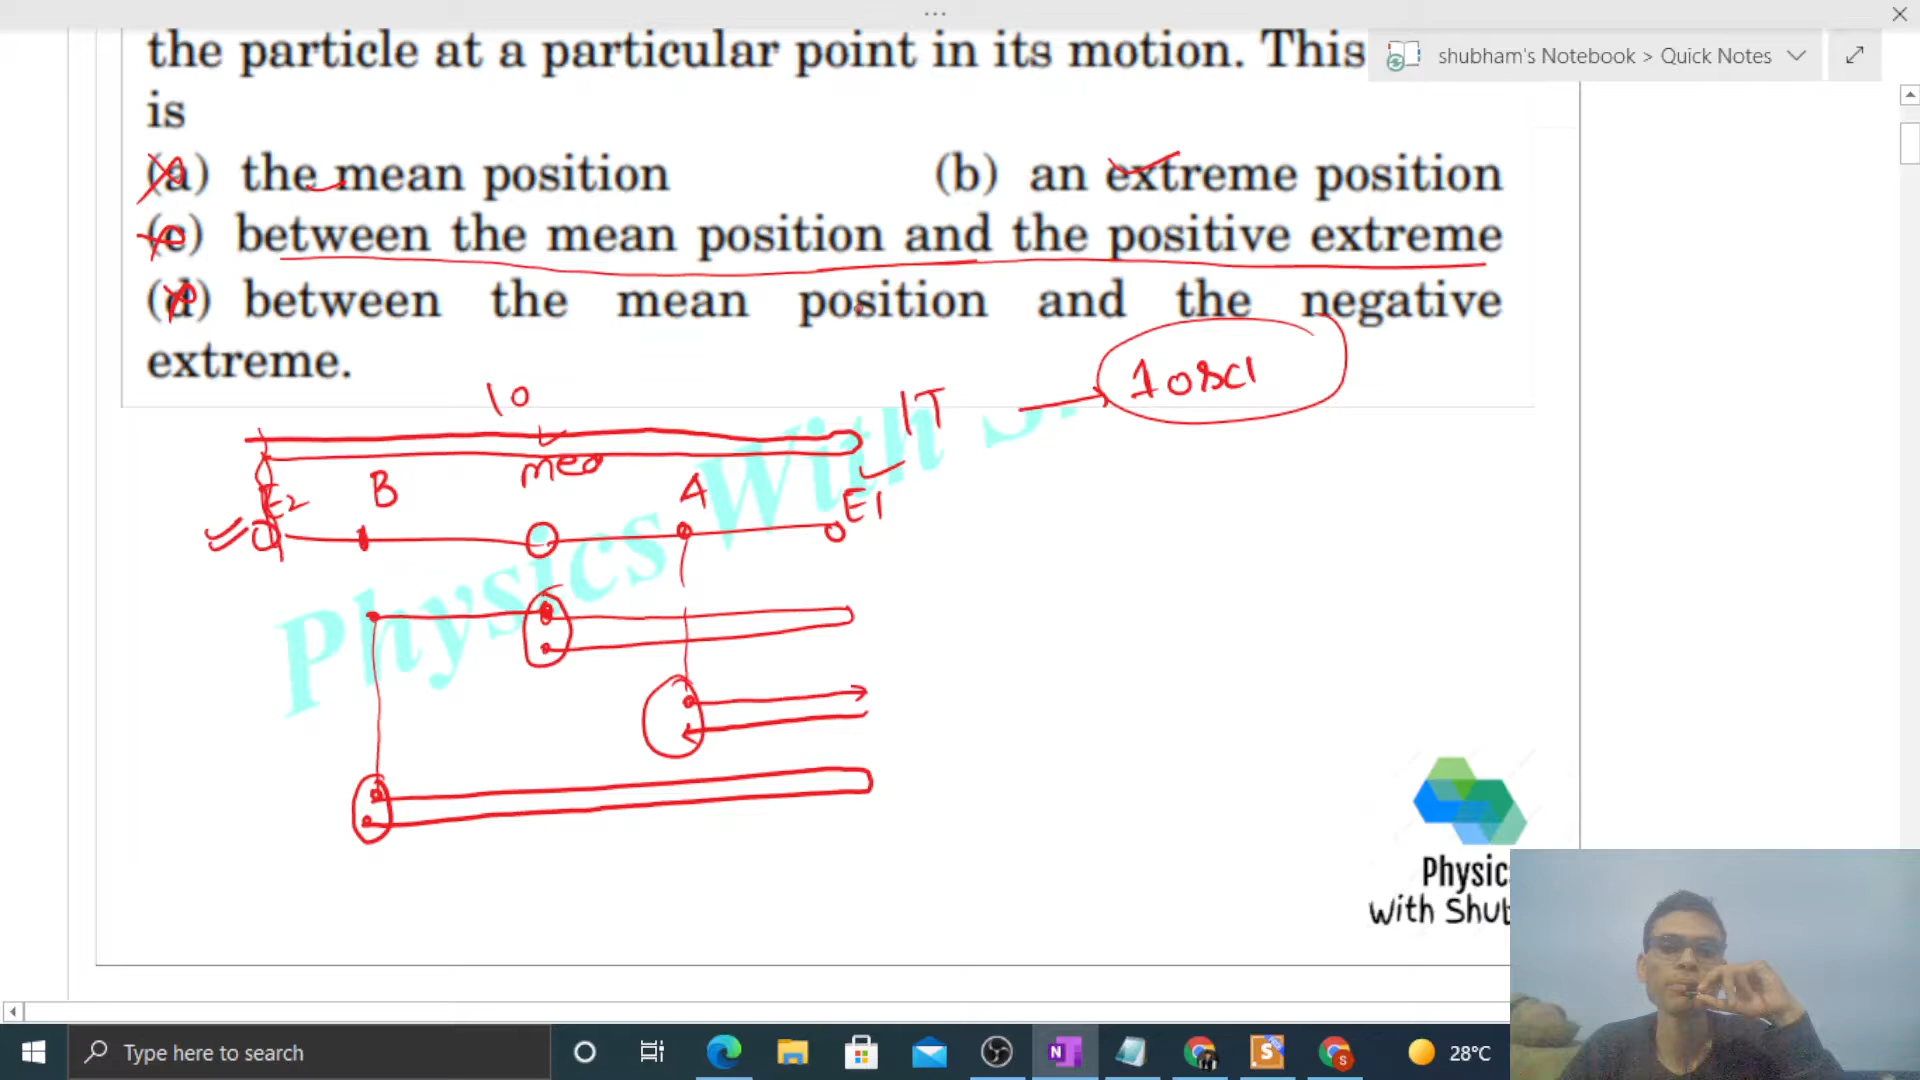 the particle at a particular point in its motion. This
is
(a) the mean position (b) an extreme position
(c) between the mean position and the positive extreme
(d) between the mean position and the negative
extreme.
shubham's Notebook > Quick Notes
10
1T
1 osci
E2
B
mea
A
E1
Physics With S
Physic
With Shub
Type here to search
28°C